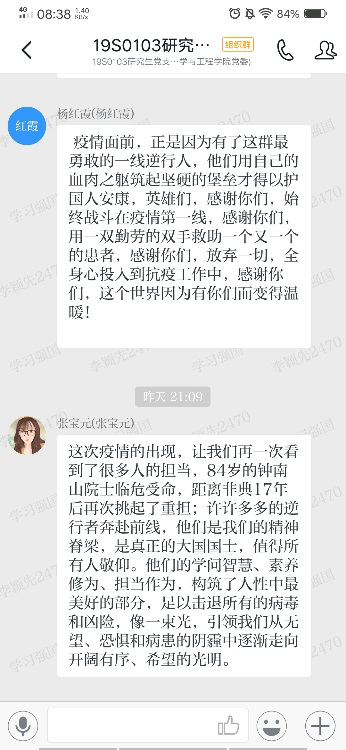 4G 08:38 1.40 KB/s 84%
19S0103研究… 组织群
19S0103研究生党支…学与工程学院党委)
杨红霞(杨红霞)
红霞
疫情面前，正是因为有了这群最
勇敢的一线逆行人，他们用自己的
血肉之躯筑起坚硬的堡垒才得以护
国人安康，英雄们，感谢你们，始
终战斗在疫情第一线，感谢你们，
用一双勤劳的双手救助一个又一个
的患者，感谢你们，放弃一切，全
身心投入到抗疫工作中，感谢你
们，这个世界因为有你们而变得温
暖！
昨天 21:09
张宝元(张宝元)
这次疫情的出现，让我们再一次看
到了很多人的担当，84岁的钟南
山院士临危受命，距离非典17年
后再次挑起了重担；许许多多的逆
行者奔赴前线，他们是我们的精神
脊梁，是真正的大国国士，值得所
有人敬仰。他们的学问智慧、素养
修为、担当作为，构筑了人性中最
美好的部分，足以击退所有的病毒
和凶险，像一束光，引领我们从无
望、恐惧和病患的阴霾中逐渐走向
开阔有序、希望的光明。
学习强国
李颖先2470